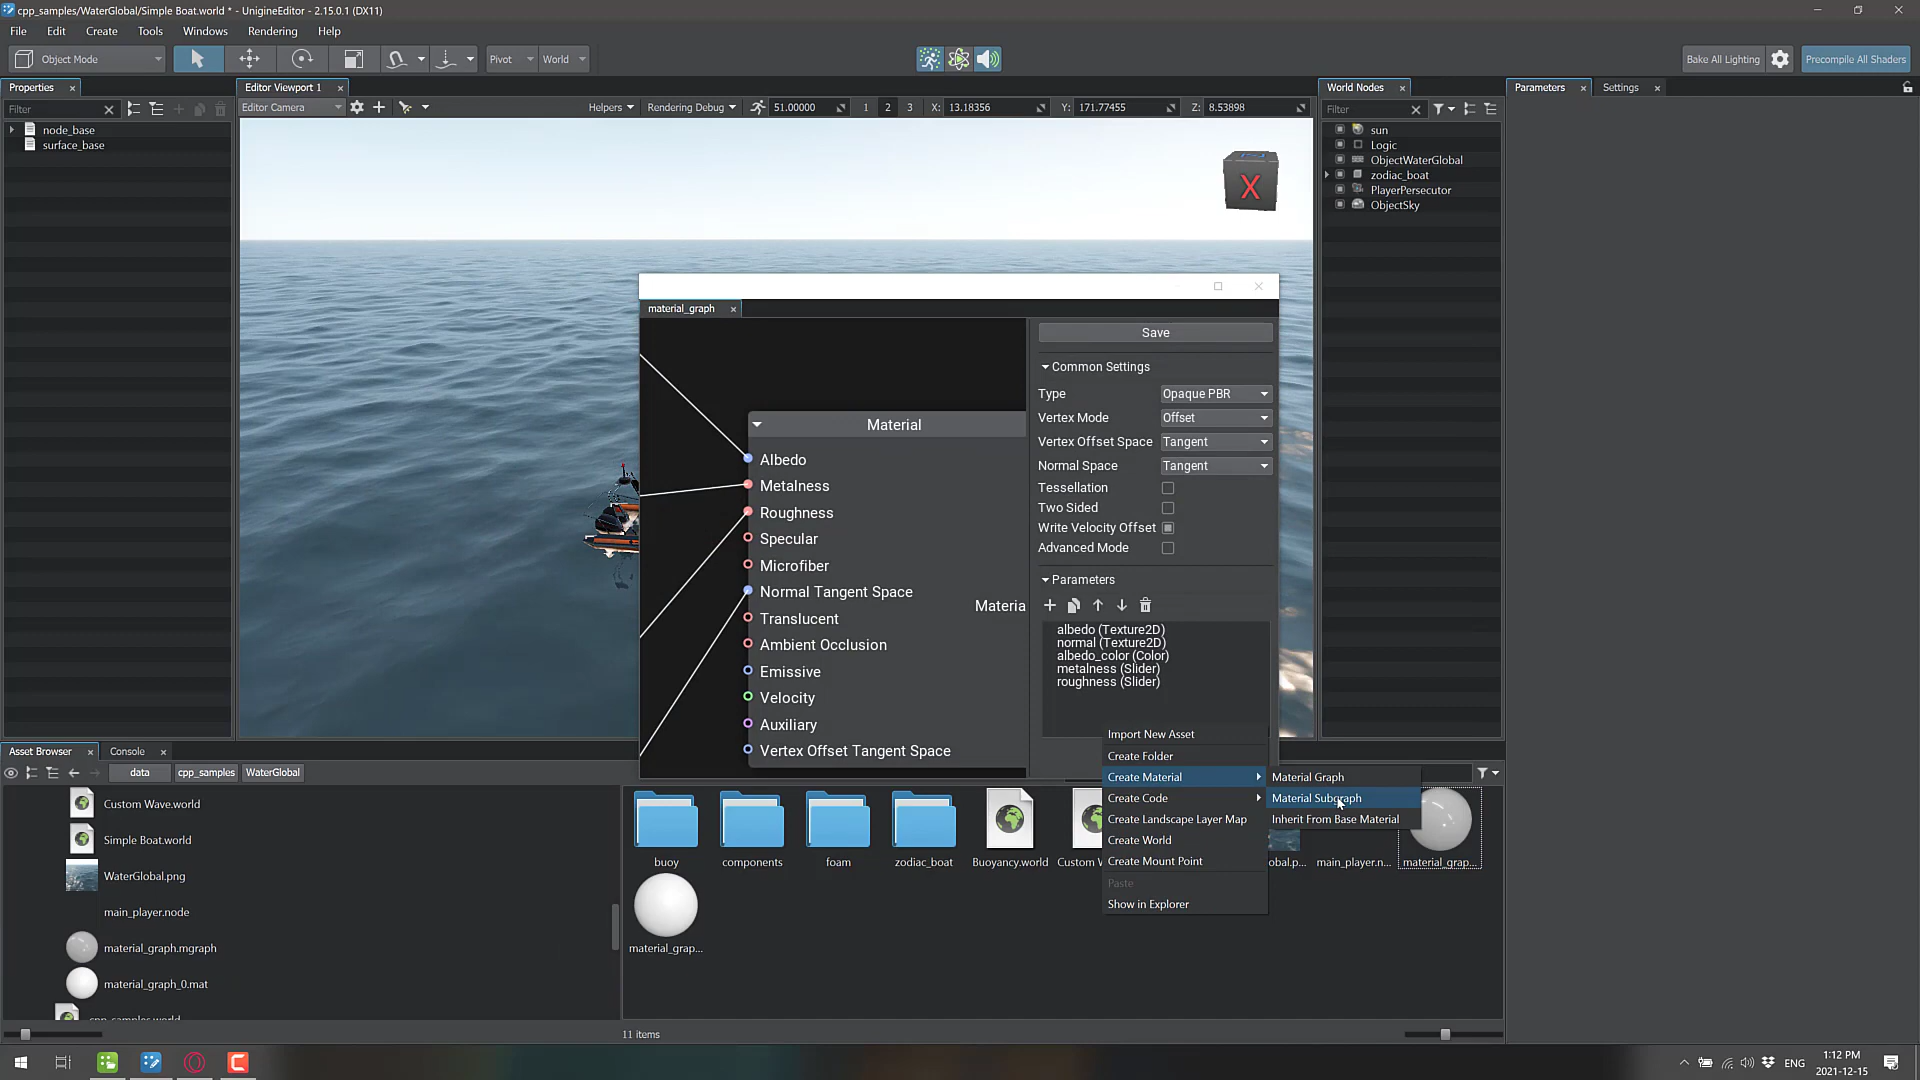 cpp_samples/WaterGlobal/Simple Boat.world * - UnigineEditor - 2.15.0.1 (DX11)
File Edit Create Tools Windows Rendering Help
Object Mode Pivot World Bake All Lighting Precompile All Shaders
Properties Editor Viewport 1 World Nodes Parameters Settings
Filter Editor Camera Helpers Rendering Debug 51.00000 1 2 3 X: 13.18356 Y: 171.77455 Z: 8.53898 Filter
node_base
surface_base
sun
Logic
ObjectWaterGlobal
zodiac_boat
PlayerPersecutor
ObjectSky
X
material_graph
Material
Albedo
Metalness
Roughness
Specular
Microfiber
Normal Tangent Space
Translucent
Ambient Occlusion
Emissive
Velocity
Auxiliary
Vertex Offset Tangent Space
Materia
Save
Common Settings
Type Opaque PBR
Vertex Mode Offset
Vertex Offset Space Tangent
Normal Space Tangent
Tessellation
Two Sided
Write Velocity Offset
Advanced Mode
Parameters
albedo (Texture2D)
normal (Texture2D)
albedo_color (Color)
metalness (Slider)
roughness (Slider)
Import New Asset
Create Folder
Create Material
Create Code
Create Landscape Layer Map
Create World
Create Mount Point
Paste
Show in Explorer
Material Graph
Material Subgraph
Inherit From Base Material
Asset Browser Console
data cpp_samples WaterGlobal
Custom Wave.world
Simple Boat.world
WaterGlobal.png
main_player.node
material_graph.mgraph
material_graph_0.mat
cpp_samples.world
buoy components foam zodiac_boat Buoyancy.world Custom W obal.p... main_player.n... material_grap...
material_grap...
11 items
ENG
1:12 PM
2021-12-15